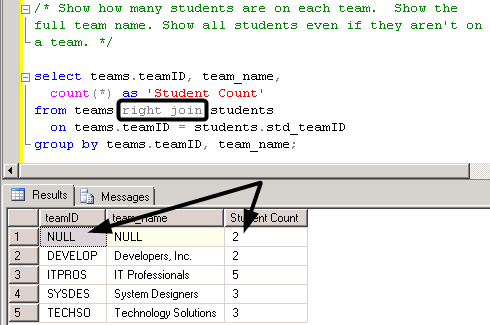 /* Show how many students are on each team.  Show the
full team name. Show all students even if they aren't on
a team. */
select teams.teamID, team_name,
count(*) as 'Student Count'
from teams right join students
on teams.teamID = students.std_teamID
group by teams.teamID, team_name;
Results Messages
teamID team_name Student Count
1 NULL NULL 2
2 DEVELOP Developers, Inc. 2
3 ITPROS IT Professionals 5
4 SYSDES System Designers 3
5 TECHSO Technology Solutions 3